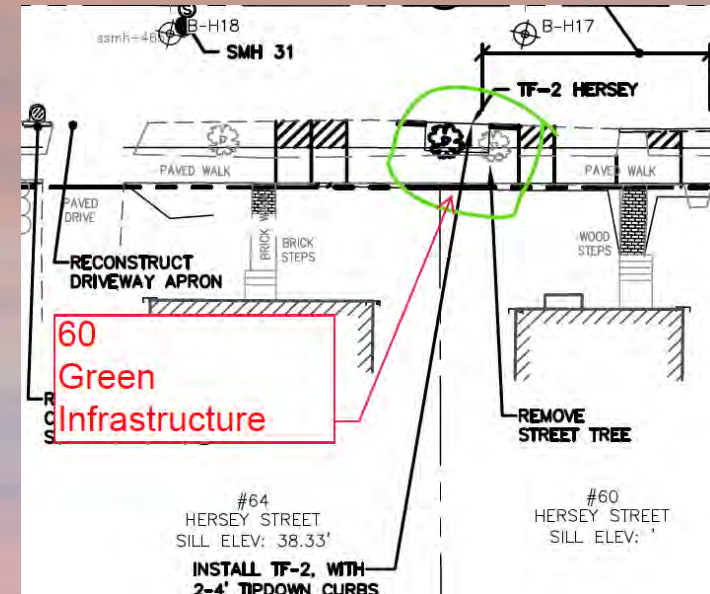 B-H18
ssmh-46
SMH 31
B-H17
TF-2 HERSEY
PAVED WALK
PAVED WALK
PAVED
DRIVE
BRICK W
BRICK
STEPS
WOOD
STEPS
RECONSTRUCT
DRIVEWAY APRON
60
Green
Infrastructure
REMOVE
STREET TREE
#64
HERSEY STREET
SILL ELEV: 38.33'
#60
HERSEY STREET
SILL ELEV: '
INSTALL TF-2, WITH
2-4' TIPDOWN CURBS